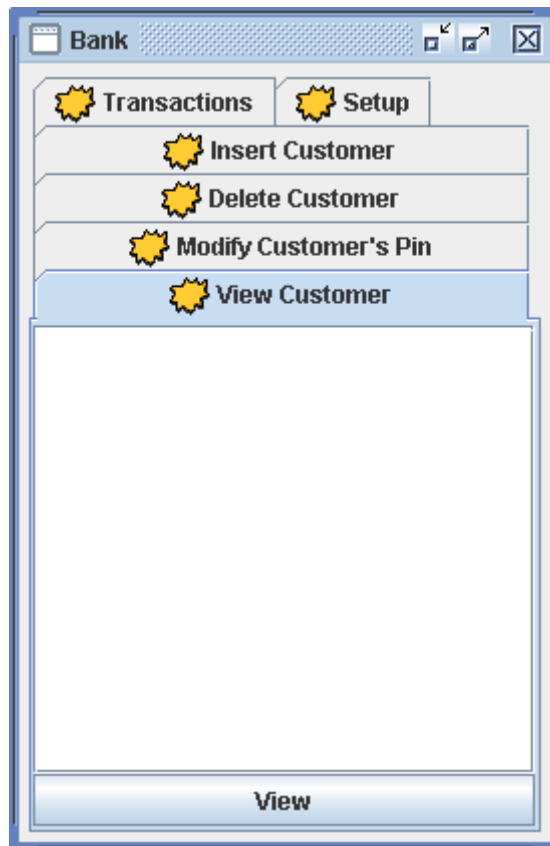 Bank
Transactions Setup
Insert Customer
Delete Customer
Modify Customer's Pin
View Customer
View